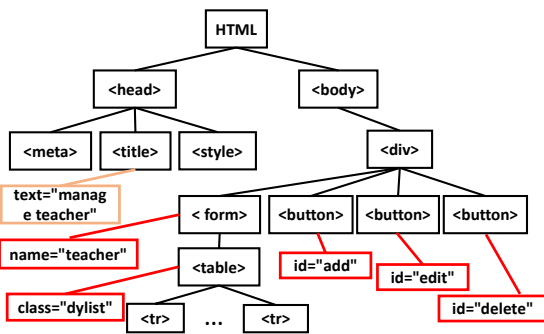 HTML
<head>
<body>
<meta>
<title>
<style>
<div>
text="manag
e teacher"
< form>
<button>
<button>
<button>
name="teacher"
<table>
id="add"
id="edit"
class="dylist"
id="delete"
<tr>
...
<tr>